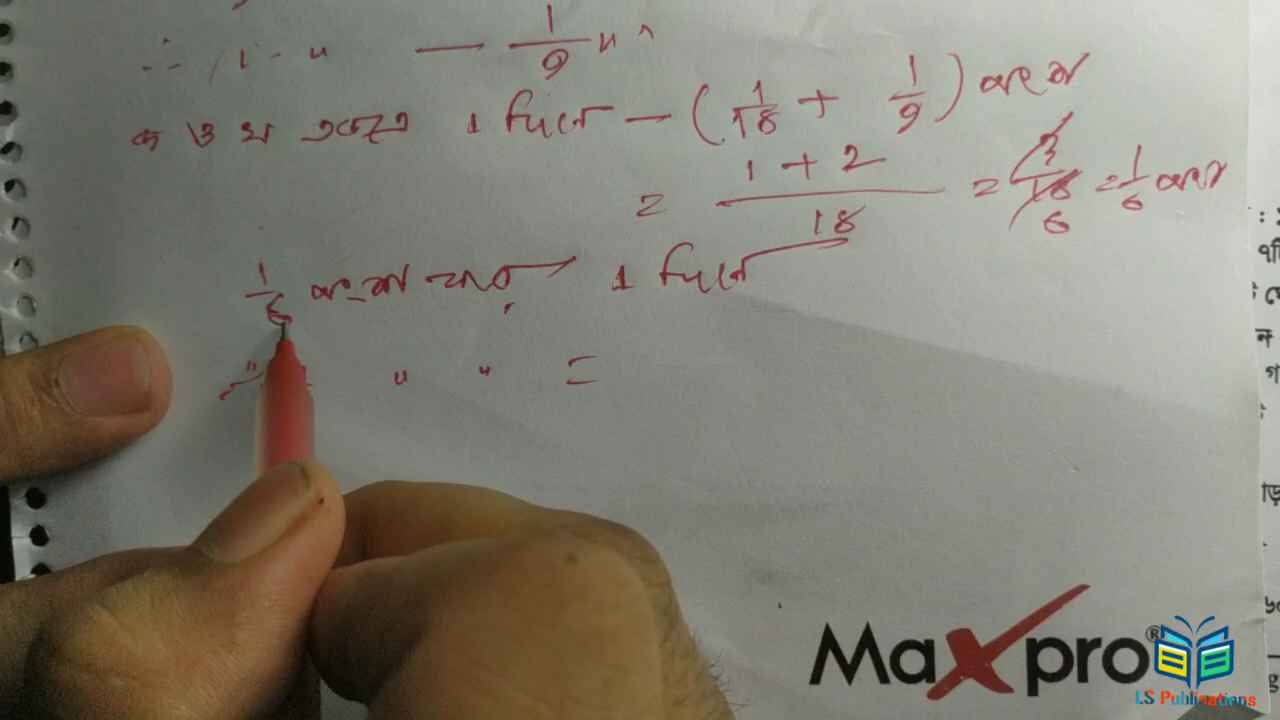 ∴ 1 " — 1/9 " "
ক ও খ একত্রে 1 দিনে — (1/18 + 1/9) অংশ
= 1 + 2 / 18 = 3/18 6 = 1/6 অংশ
1/6 অংশ করে 1 দিনে
" " " =
MaXpro®
LS Publications